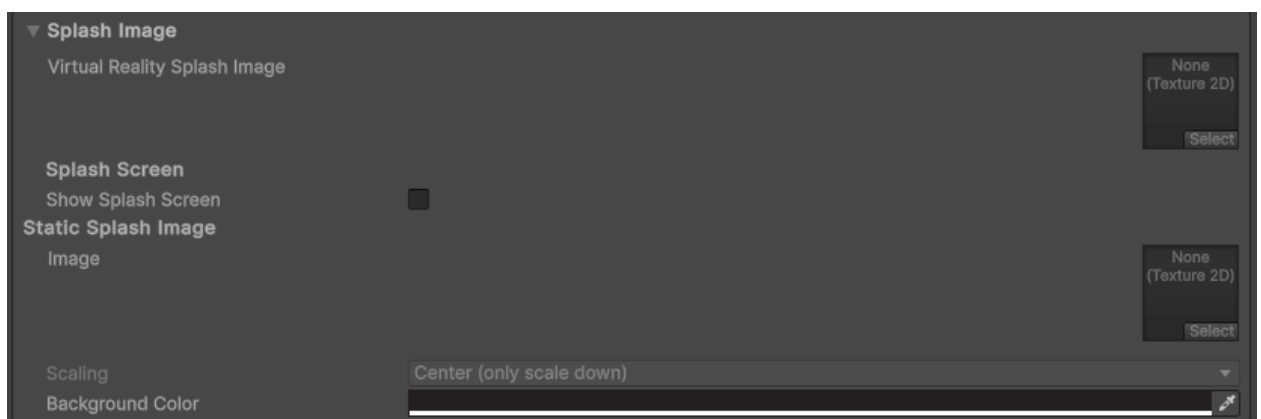 Splash Image
Virtual Reality Splash Image
None
(Texture 2D)
Select
Splash Screen
Show Splash Screen
Static Splash Image
Image
None
(Texture 2D)
Select
Scaling
Center (only scale down)
Background Color